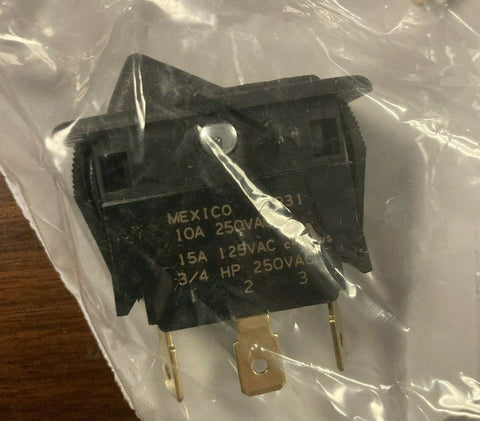 MEXICO
10A 250VAC
15A 125VAC
3/4 HP 250VAC
1 2 3